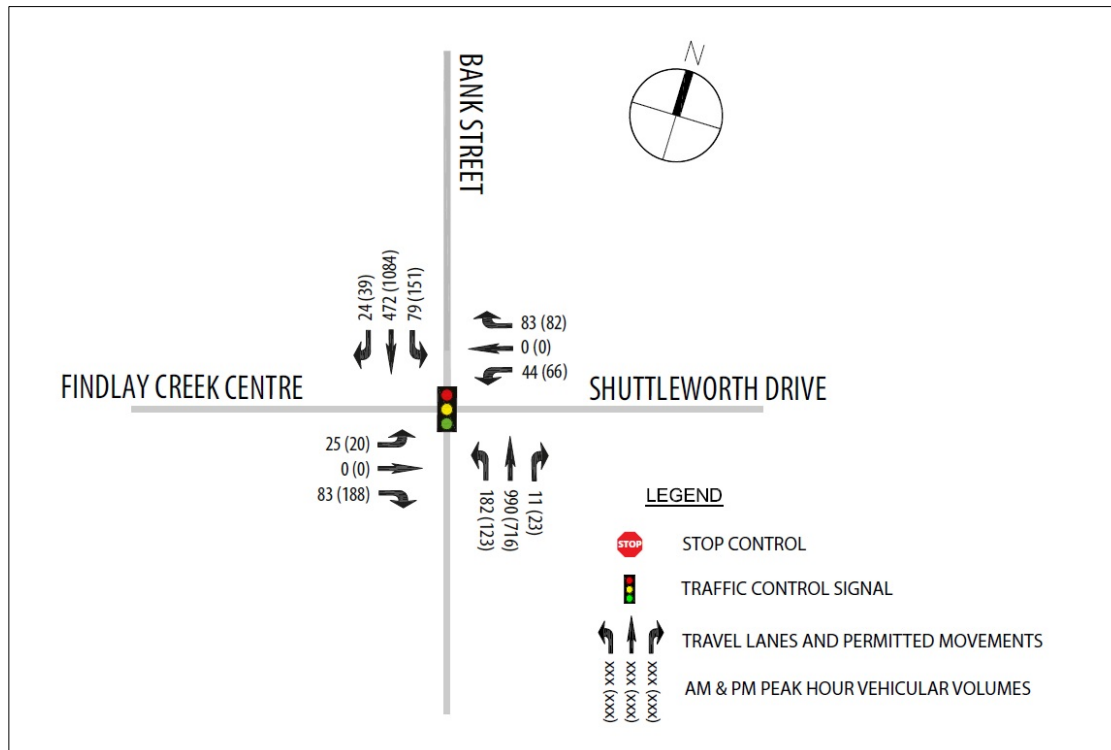 N
BANK STREET
24 (39)
472 (1084)
79 (151)
83 (82)
0 (0)
44 (66)
FINDLAY CREEK CENTRE
SHUTTLEWORTH DRIVE
25 (20)
0 (0)
83 (188)
182 (123)
990 (716)
11 (23)
LEGEND
STOP
STOP CONTROL
TRAFFIC CONTROL SIGNAL
TRAVEL LANES AND PERMITTED MOVEMENTS
xxx (xxx)
xxx (xxx)
xxx (xxx)
AM & PM PEAK HOUR VEHICULAR VOLUMES